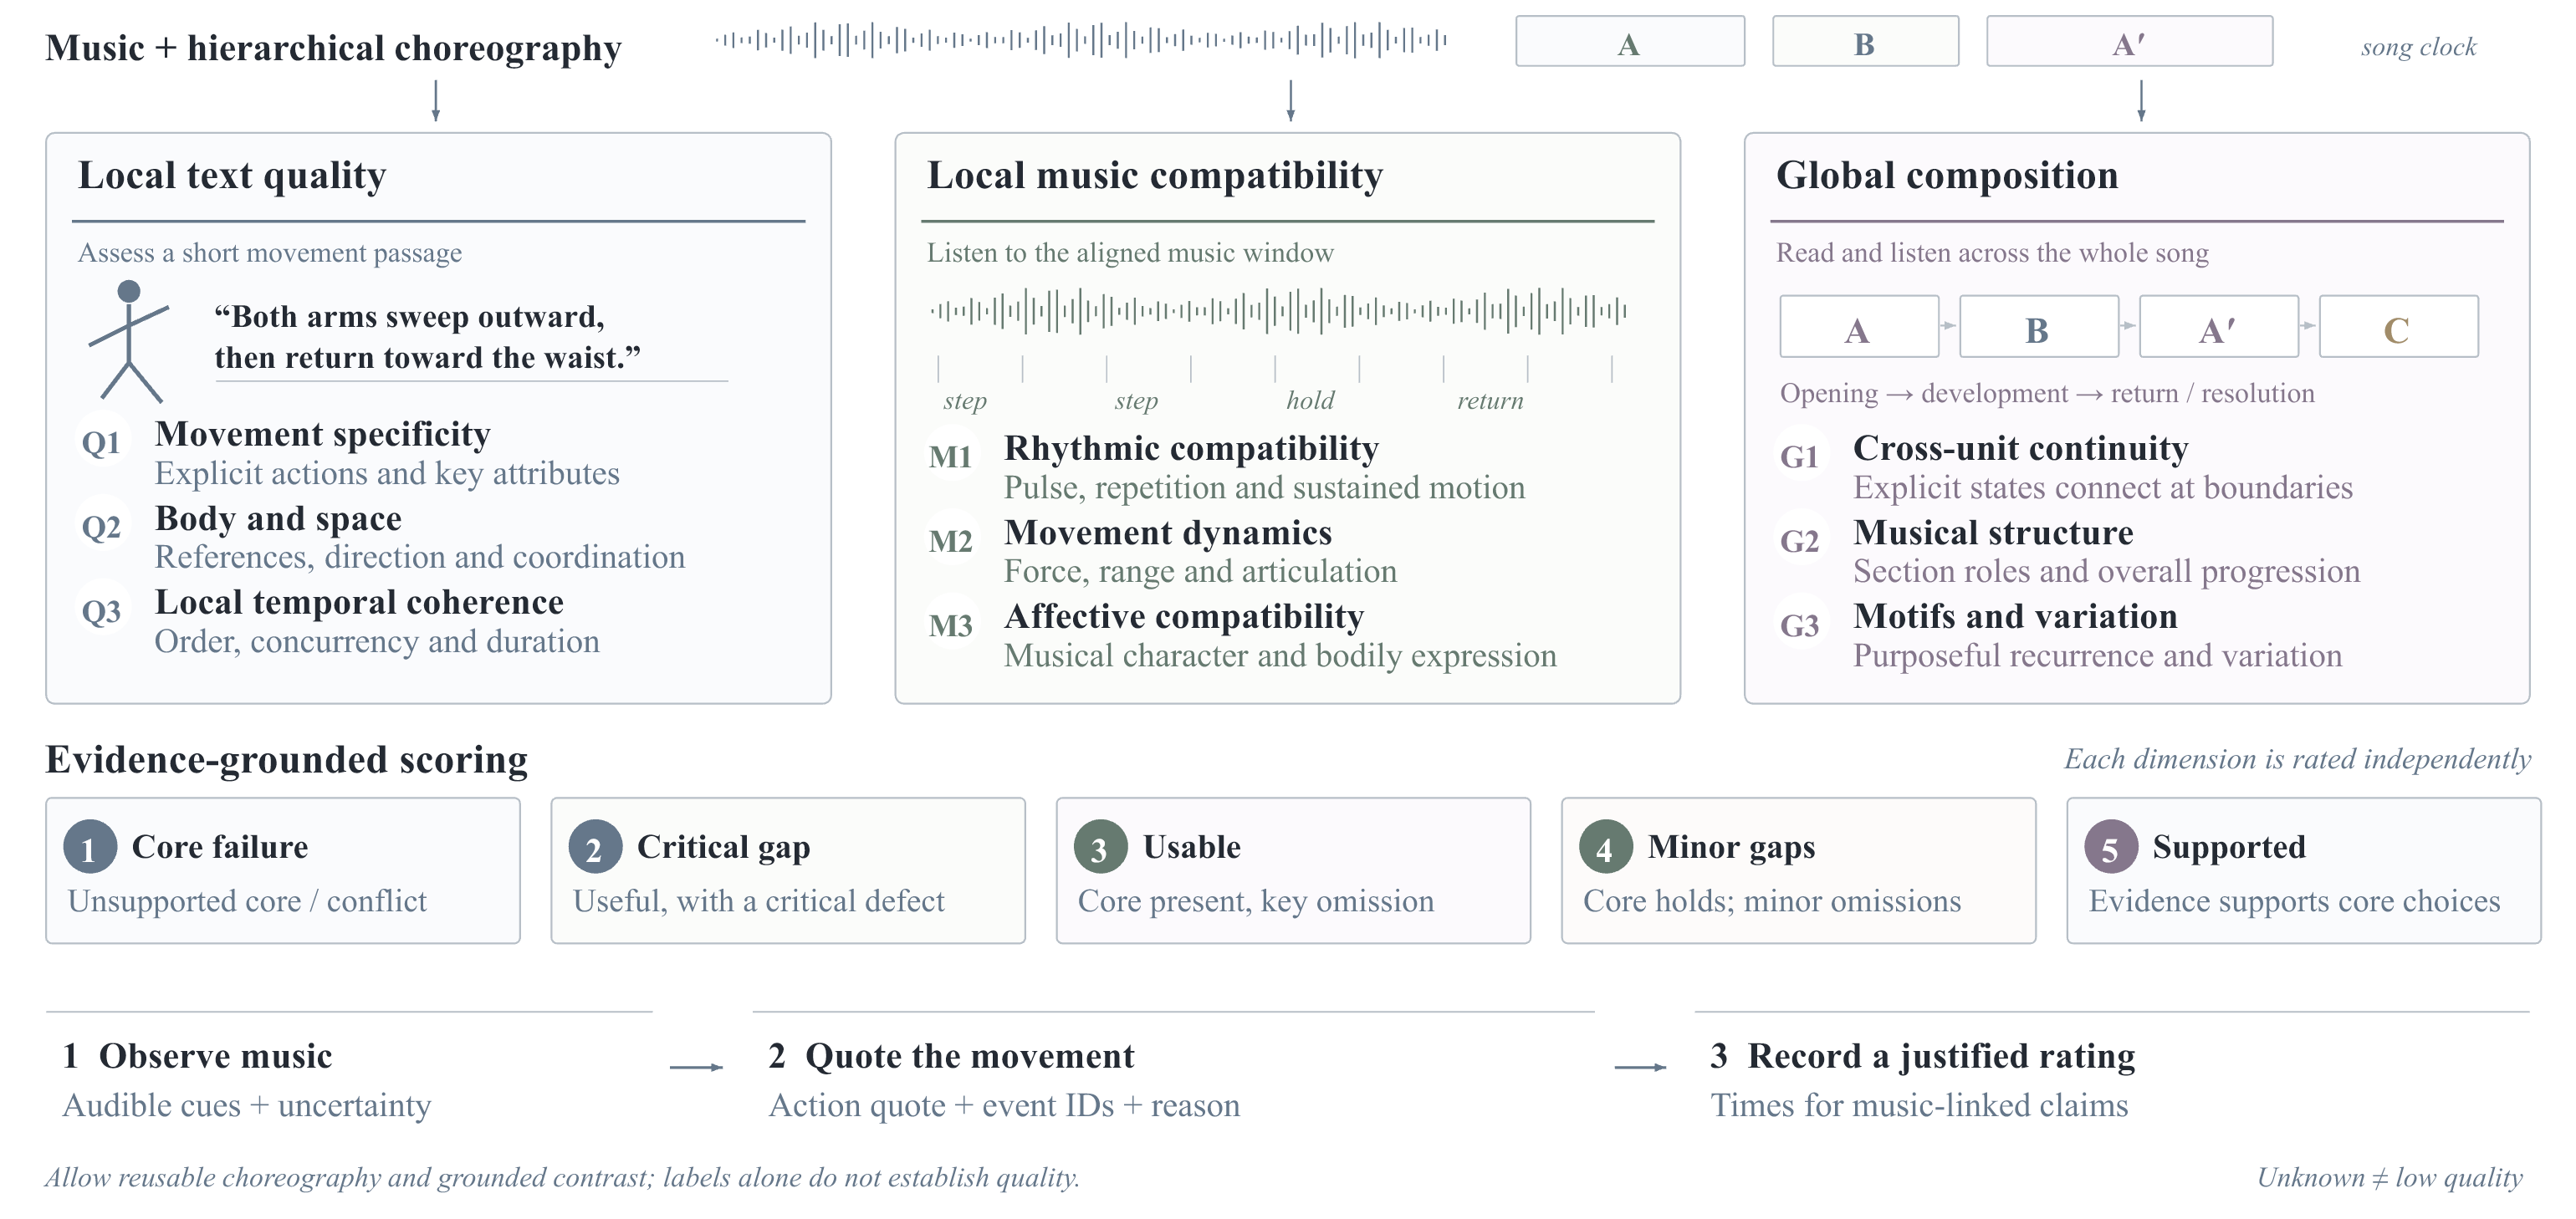 Music + hierarchical choreography
A
B
A′
song clock
Local text quality
Assess a short movement passage
“Both arms sweep outward,
then return toward the waist.”
Q1 Movement specificity
Explicit actions and key attributes
Q2 Body and space
References, direction and coordination
Q3 Local temporal coherence
Order, concurrency and duration
Local music compatibility
Listen to the aligned music window
step step hold return
M1 Rhythmic compatibility
Pulse, repetition and sustained motion
M2 Movement dynamics
Force, range and articulation
M3 Affective compatibility
Musical character and bodily expression
Global composition
Read and listen across the whole song
A B A′ C
Opening → development → return / resolution
G1 Cross-unit continuity
Explicit states connect at boundaries
G2 Musical structure
Section roles and overall progression
G3 Motifs and variation
Purposeful recurrence and variation
Evidence-grounded scoring
Each dimension is rated independently
1 Core failure
Unsupported core / conflict
2 Critical gap
Useful, with a critical defect
3 Usable
Core present, key omission
4 Minor gaps
Core holds; minor omissions
5 Supported
Evidence supports core choices
1 Observe music
Audible cues + uncertainty
2 Quote the movement
Action quote + event IDs + reason
3 Record a justified rating
Times for music-linked claims
Allow reusable choreography and grounded contrast; labels alone do not establish quality.
Unknown ≠ low quality